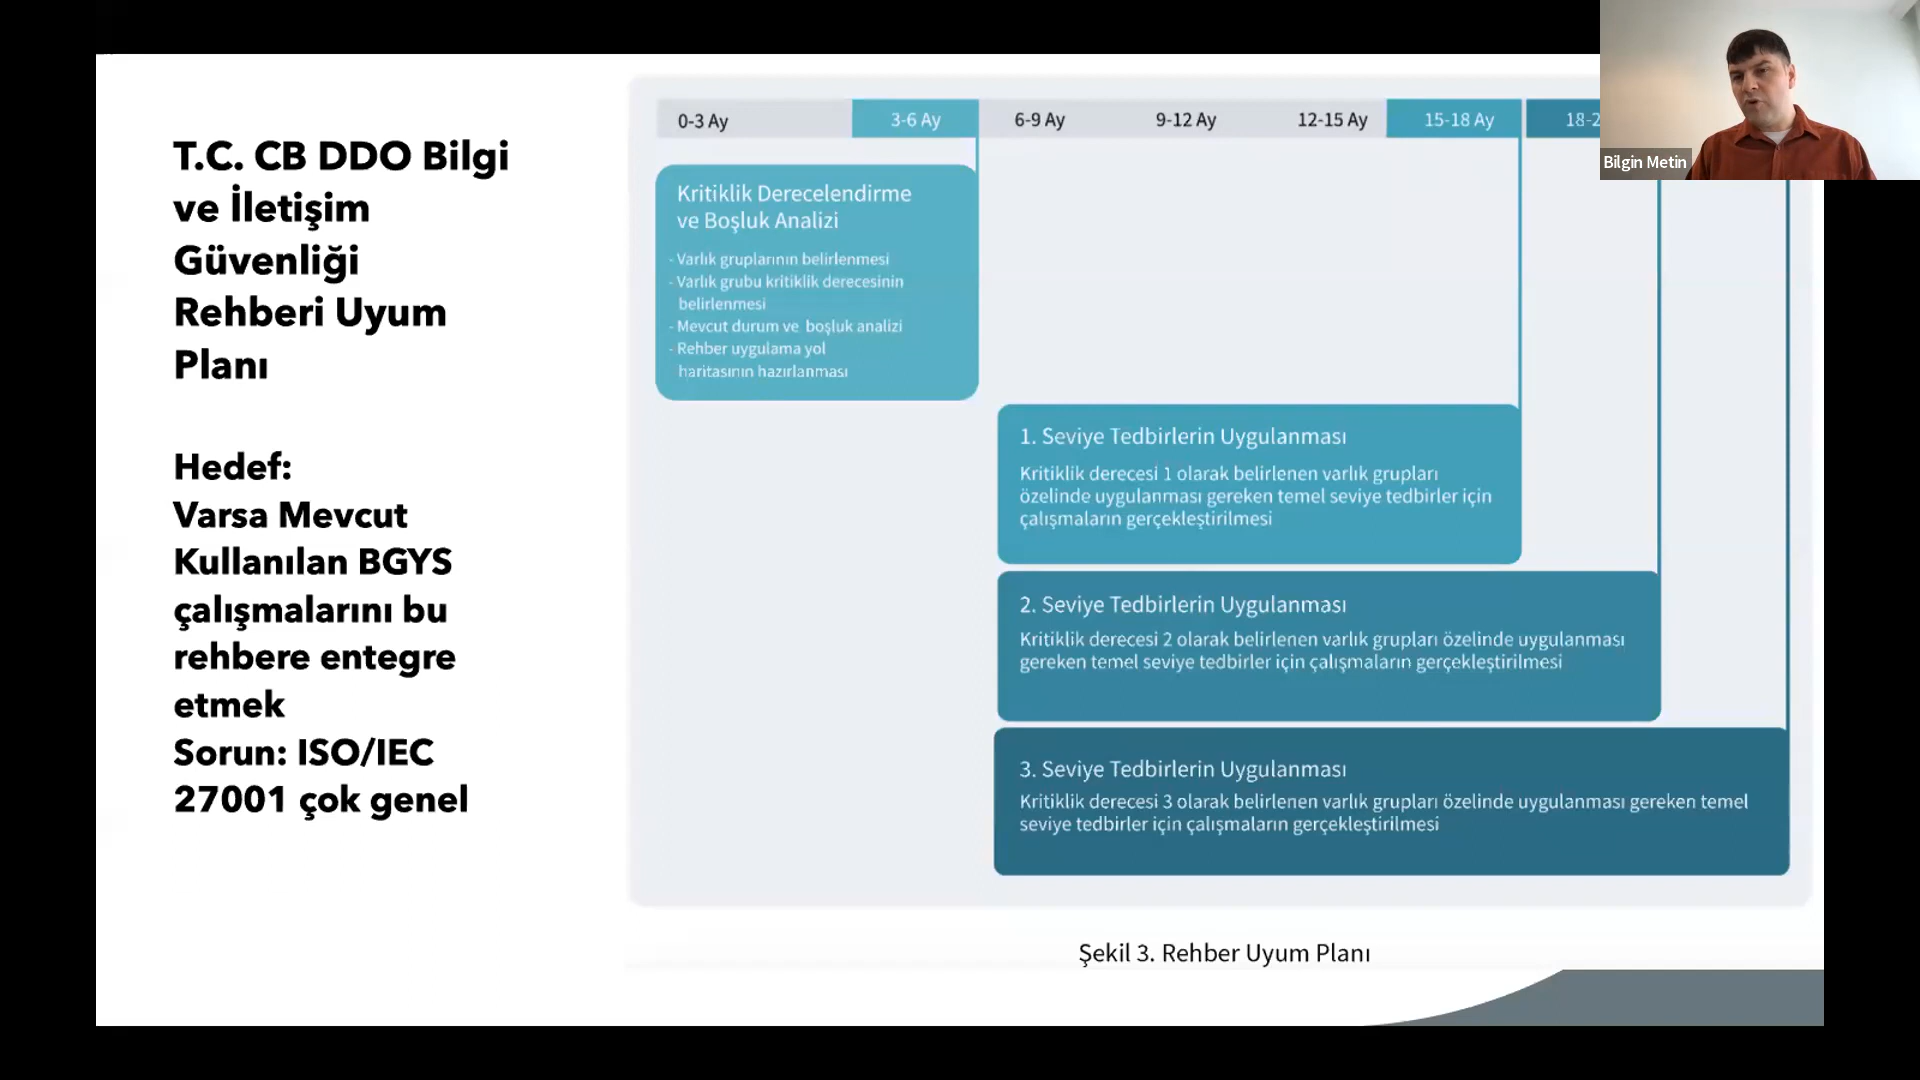 T.C. CB DDO Bilgi
ve İletişim
Güvenliği
Rehberi Uyum
Planı
Hedef:
Varsa Mevcut
Kullanılan BGYS
çalışmalarını bu
rehbere entegre
etmek
Sorun: ISO/IEC
27001 çok genel
0-3 Ay 3-6 Ay 6-9 Ay 9-12 Ay 12-15 Ay 15-18 Ay 18-2
Kritiklik Derecelendirme
ve Boşluk Analizi
- Varlık gruplarının belirlenmesi
- Varlık grubu kritiklik derecesinin
belirlenmesi
- Mevcut durum ve boşluk analizi
- Rehber uygulama yol
haritasının hazırlanması
1. Seviye Tedbirlerin Uygulanması
Kritiklik derecesi 1 olarak belirlenen varlık grupları
özelinde uygulanması gereken temel seviye tedbirler için
çalışmaların gerçekleştirilmesi
2. Seviye Tedbirlerin Uygulanması
Kritiklik derecesi 2 olarak belirlenen varlık grupları özelinde uygulanması
gereken temel seviye tedbirler için çalışmaların gerçekleştirilmesi
3. Seviye Tedbirlerin Uygulanması
Kritiklik derecesi 3 olarak belirlenen varlık grupları özelinde uygulanması gereken temel
seviye tedbirler için çalışmaların gerçekleştirilmesi
Şekil 3. Rehber Uyum Planı
Bilgin Metin